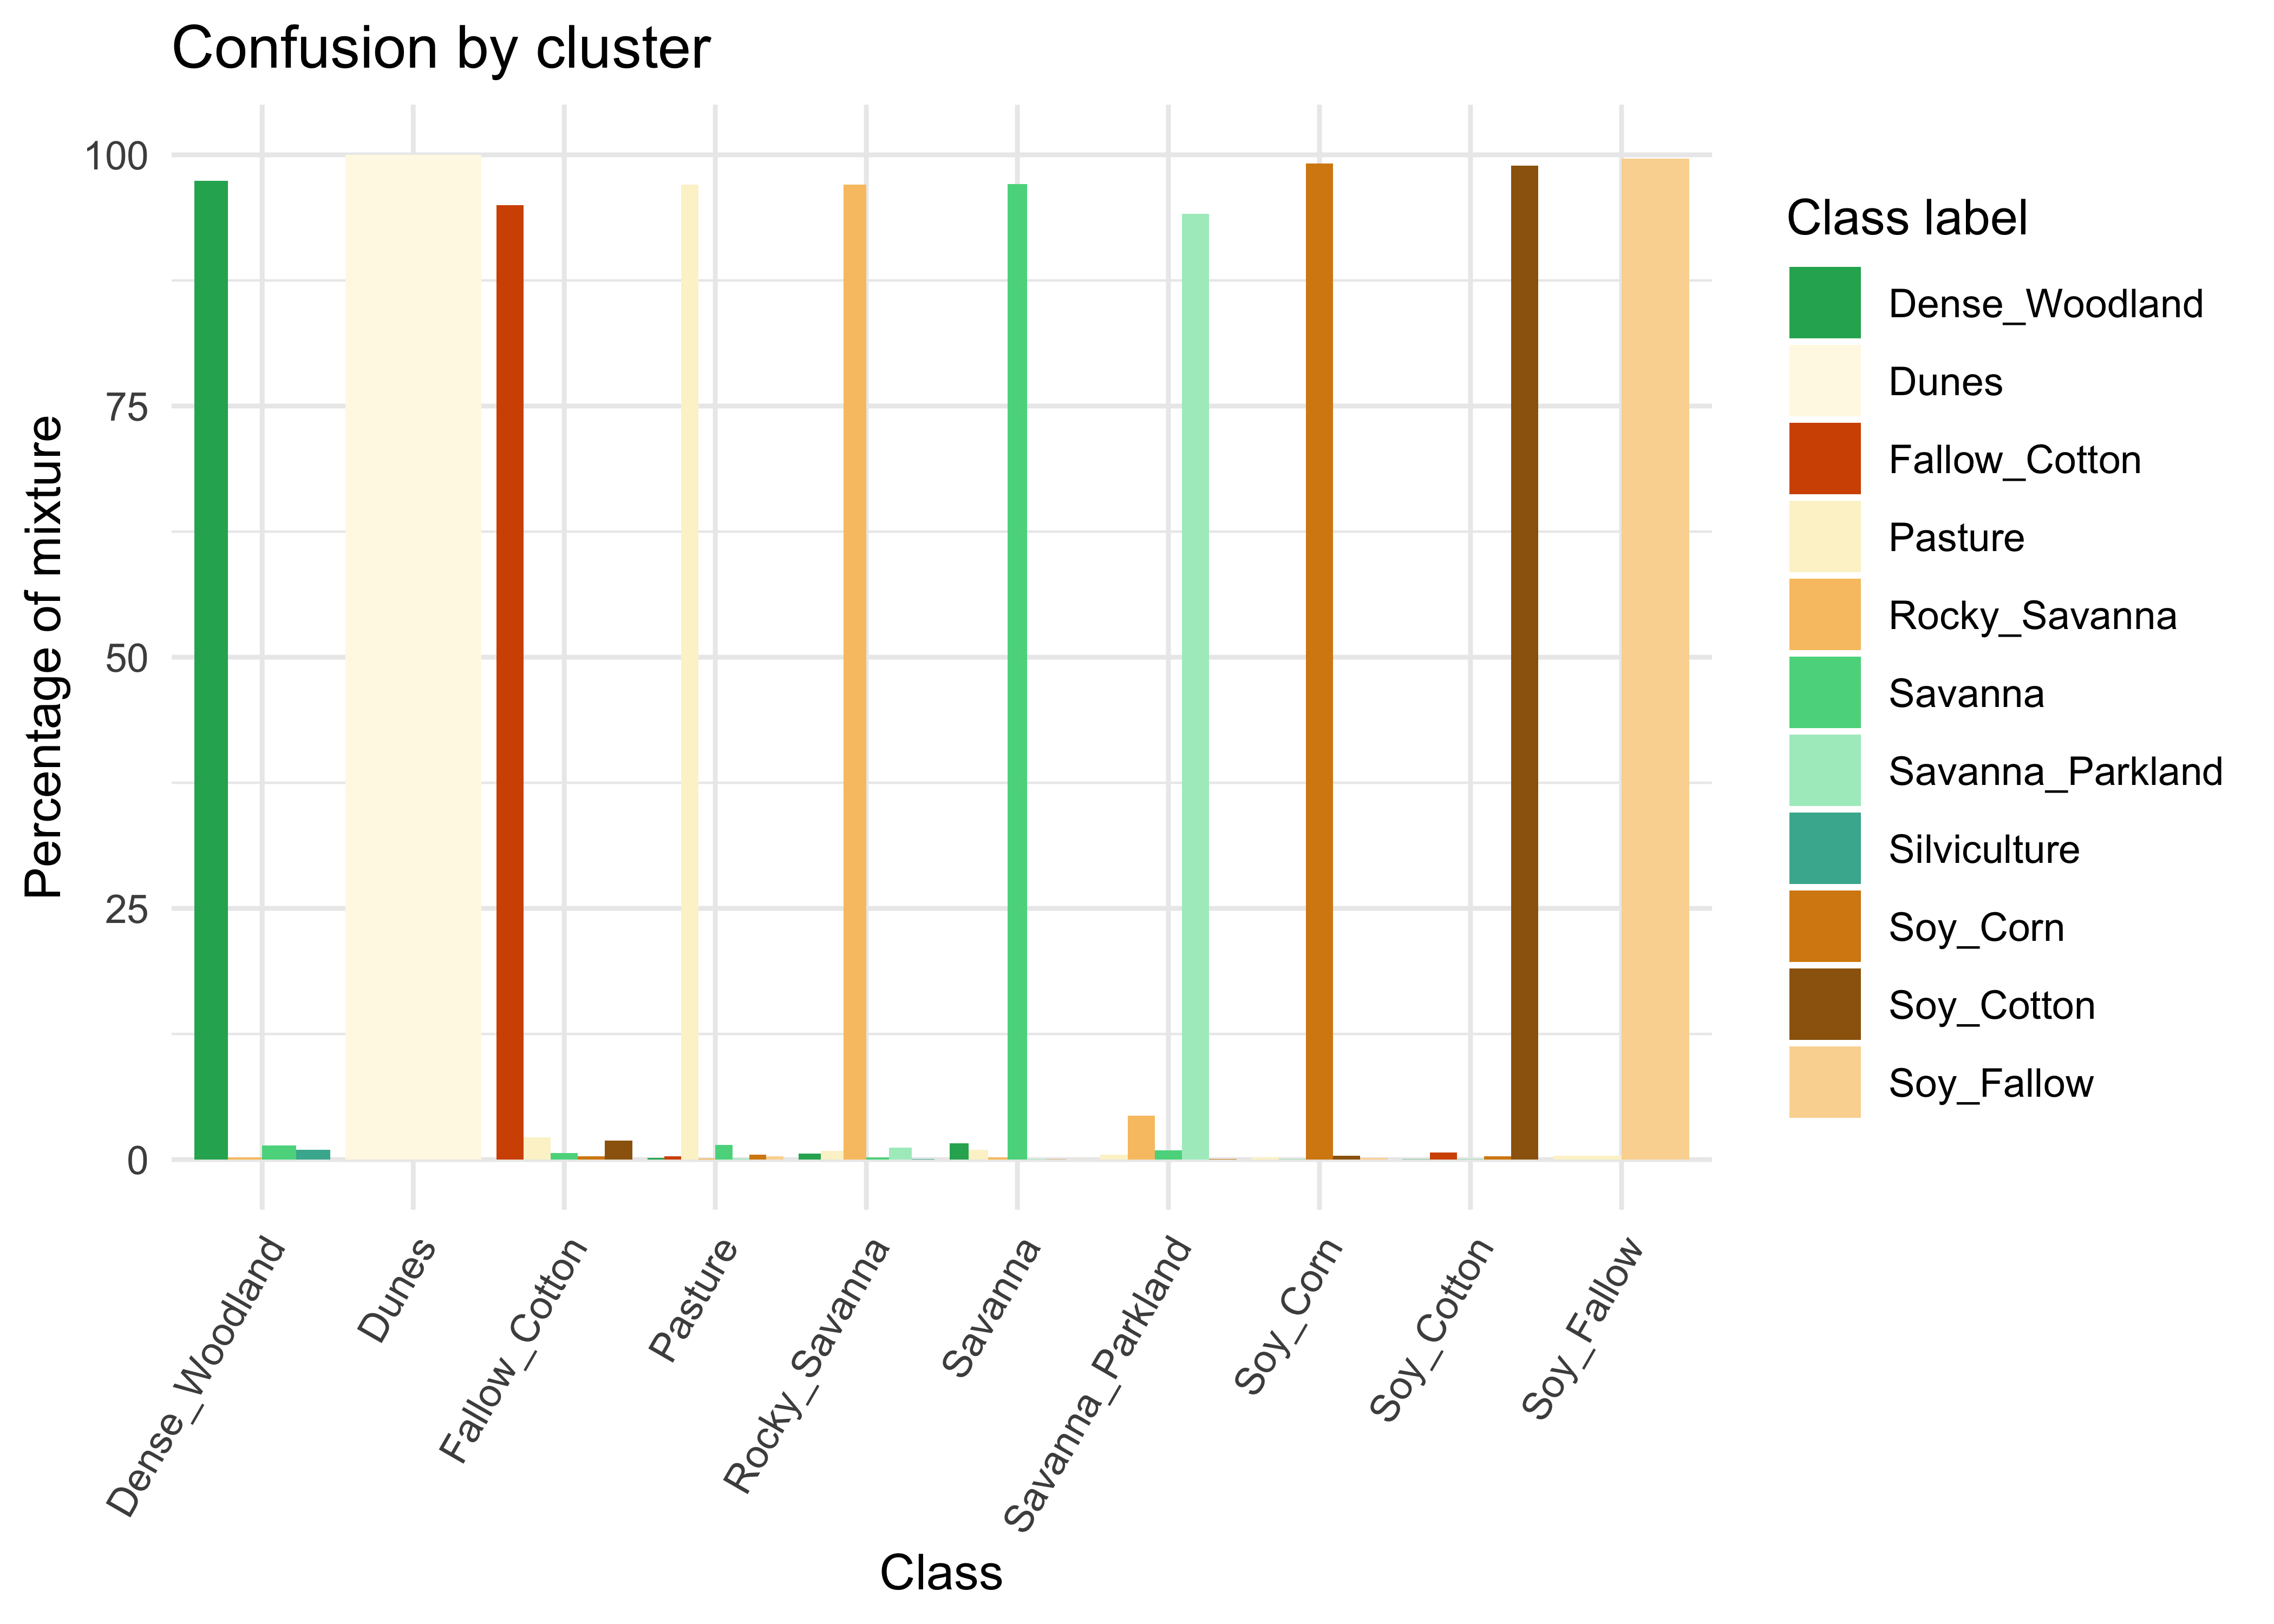 Confusion by cluster
Percentage of mixture
100
75
50
25
0
Dense_Woodland
Dunes
Fallow_Cotton
Pasture
Rocky_Savanna
Savanna
Savanna_Parkland
Soy_Corn
Soy_Cotton
Soy_Fallow
Class
Class label
Dense_Woodland
Dunes
Fallow_Cotton
Pasture
Rocky_Savanna
Savanna
Savanna_Parkland
Silviculture
Soy_Corn
Soy_Cotton
Soy_Fallow